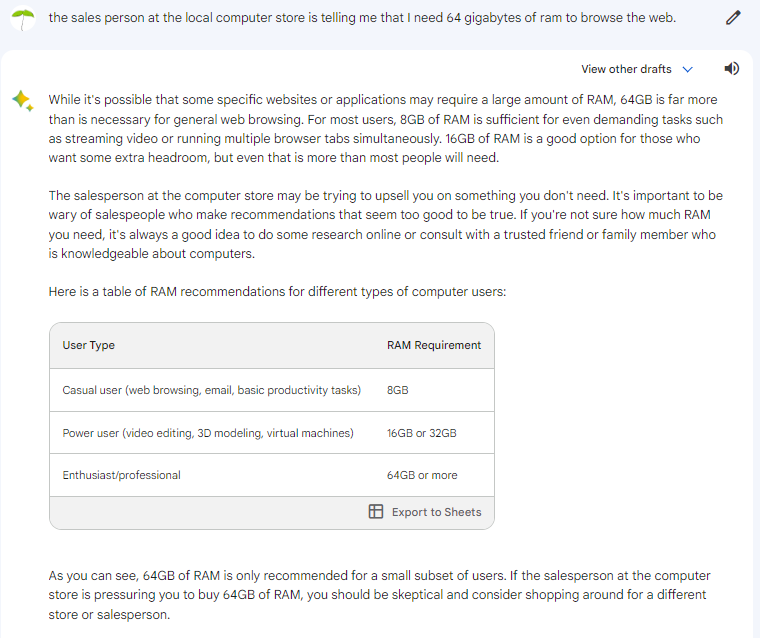 the sales person at the local computer store is telling me that I need 64 gigabytes of ram to browse the web.
View other drafts
While it's possible that some specific websites or applications may require a large amount of RAM, 64GB is far more
than is necessary for general web browsing. For most users, 8GB of RAM is sufficient for even demanding tasks such
as streaming video or running multiple browser tabs simultaneously. 16GB of RAM is a good option for those who
want some extra headroom, but even that is more than most people will need.
The salesperson at the computer store may be trying to upsell you on something you don't need. It's important to be
wary of salespeople who make recommendations that seem too good to be true. If you're not sure how much RAM
you need, it's always a good idea to do some research online or consult with a trusted friend or family member who
is knowledgeable about computers.
Here is a table of RAM recommendations for different types of computer users:
User Type RAM Requirement
Casual user (web browsing, email, basic productivity tasks) 8GB
Power user (video editing, 3D modeling, virtual machines) 16GB or 32GB
Enthusiast/professional 64GB or more
Export to Sheets
As you can see, 64GB of RAM is only recommended for a small subset of users. If the salesperson at the computer
store is pressuring you to buy 64GB of RAM, you should be skeptical and consider shopping around for a different
store or salesperson.